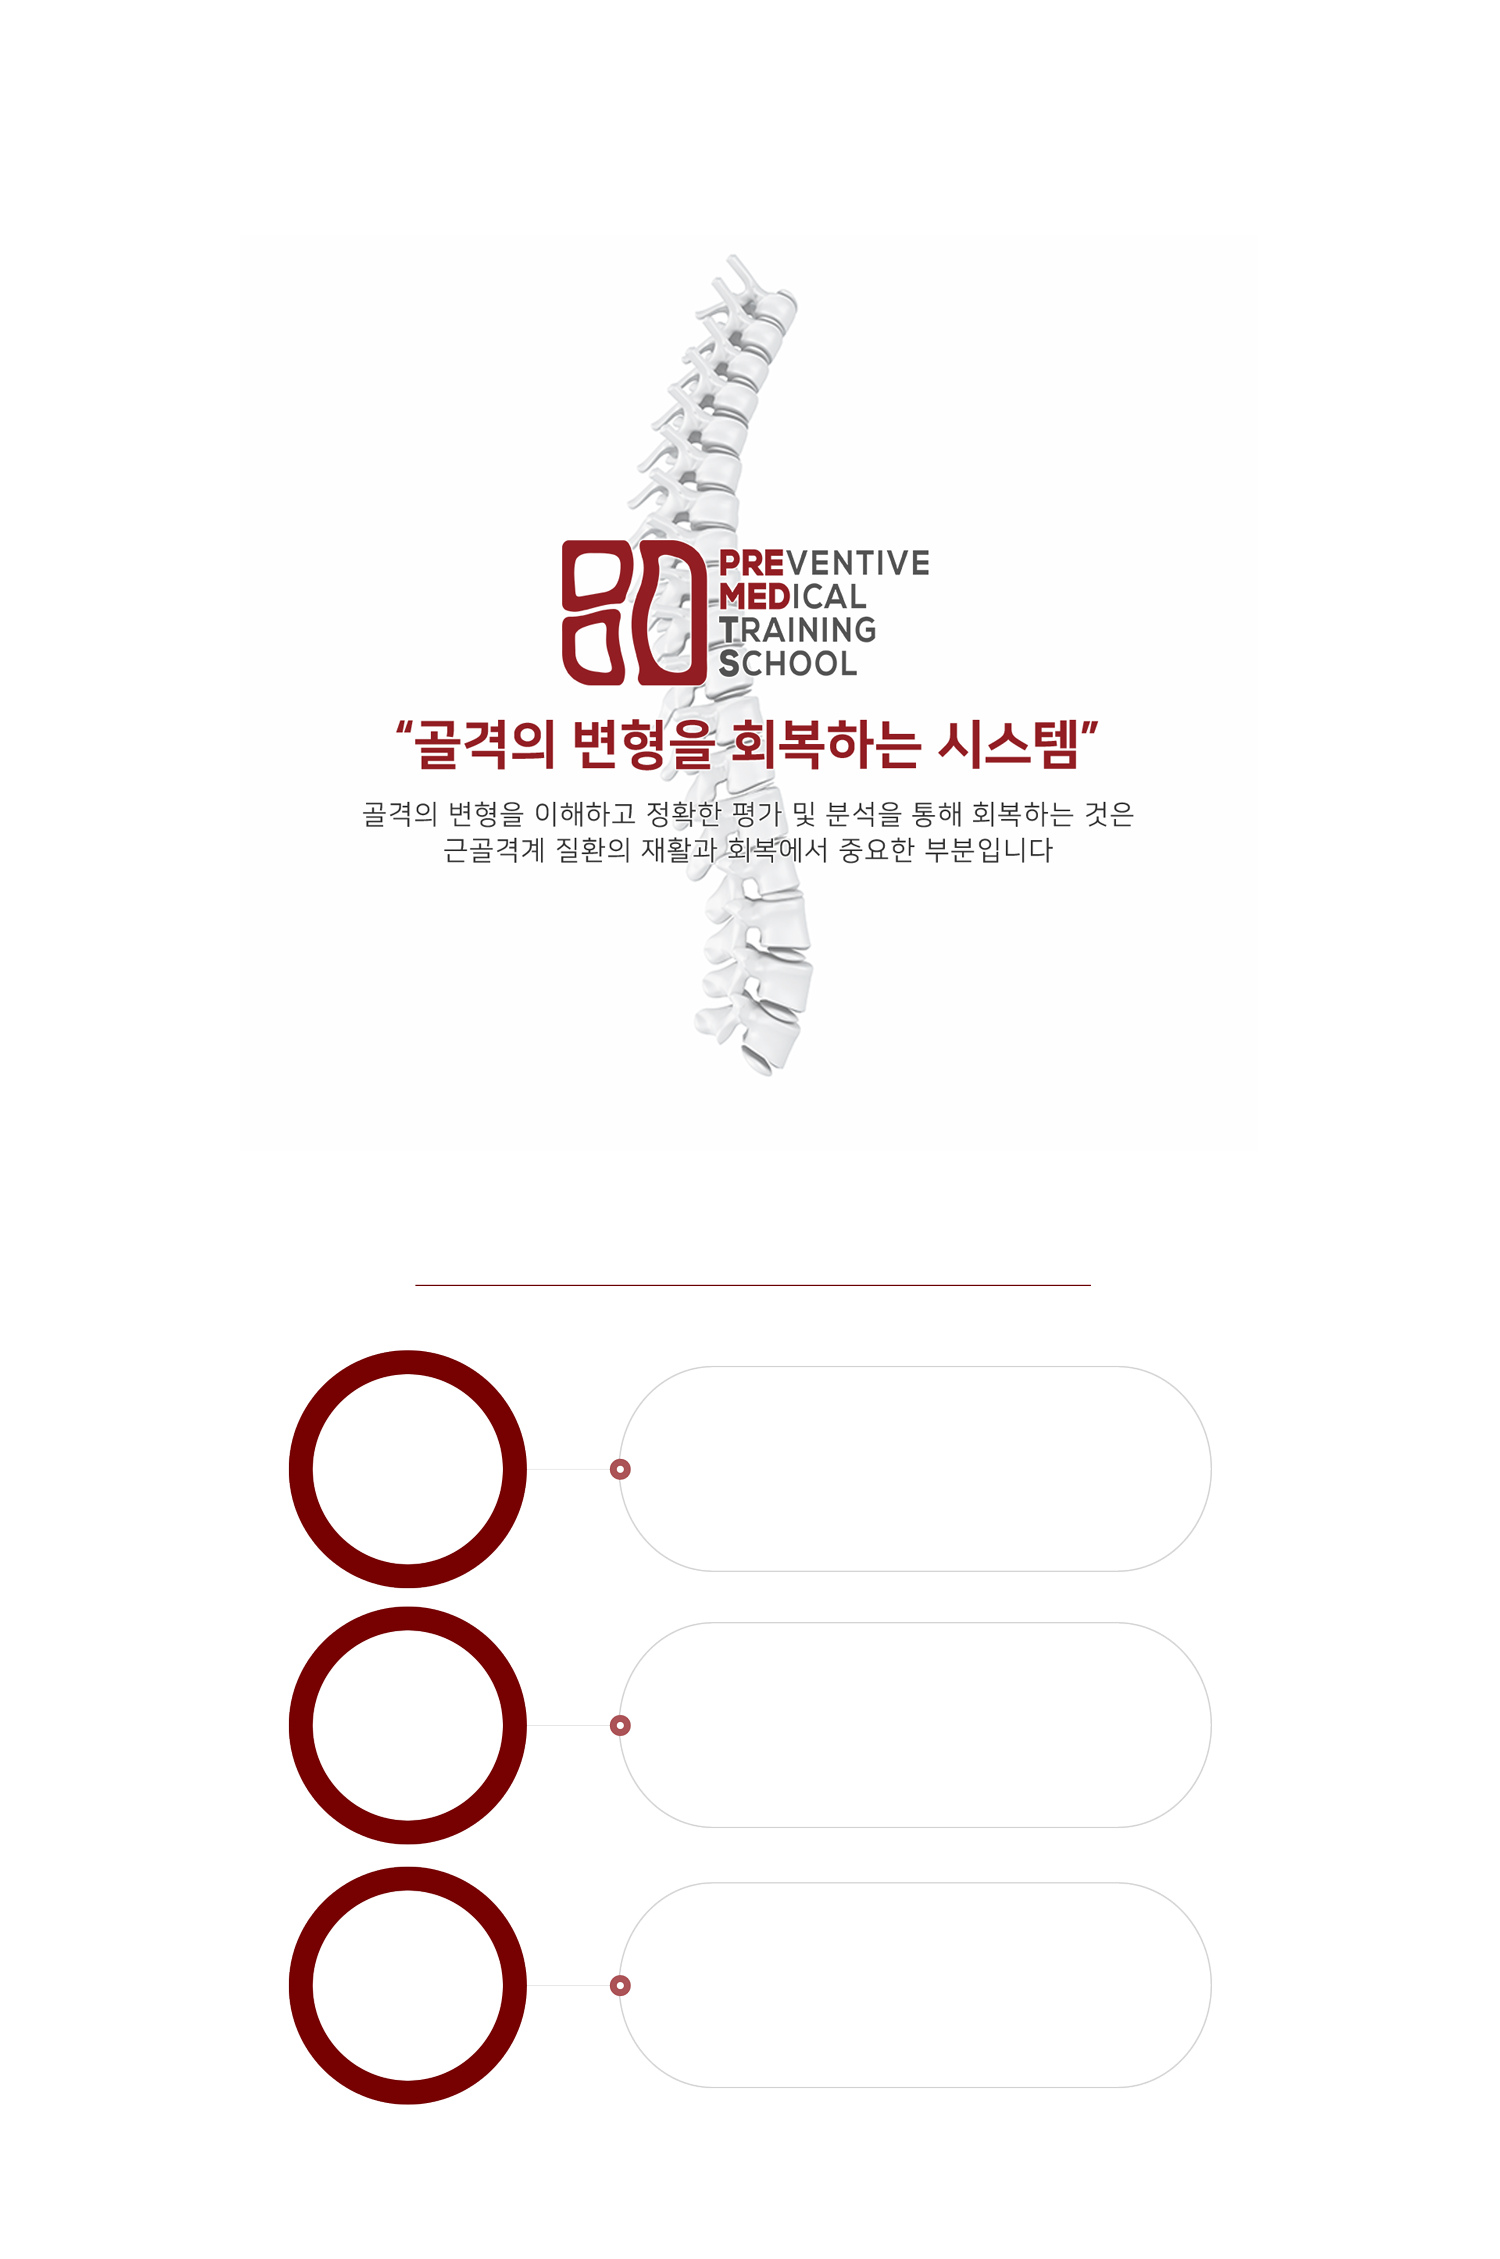 PREVENTIVE
MEDICAL
TRAINING
SCHOOL
“골격의 변형을 회복하는 시스템”
골격의 변형을 이해하고 정확한 평가 및 분석을 통해 회복하는 것은
근골격계 질환의 재활과 회복에서 중요한 부분입니다